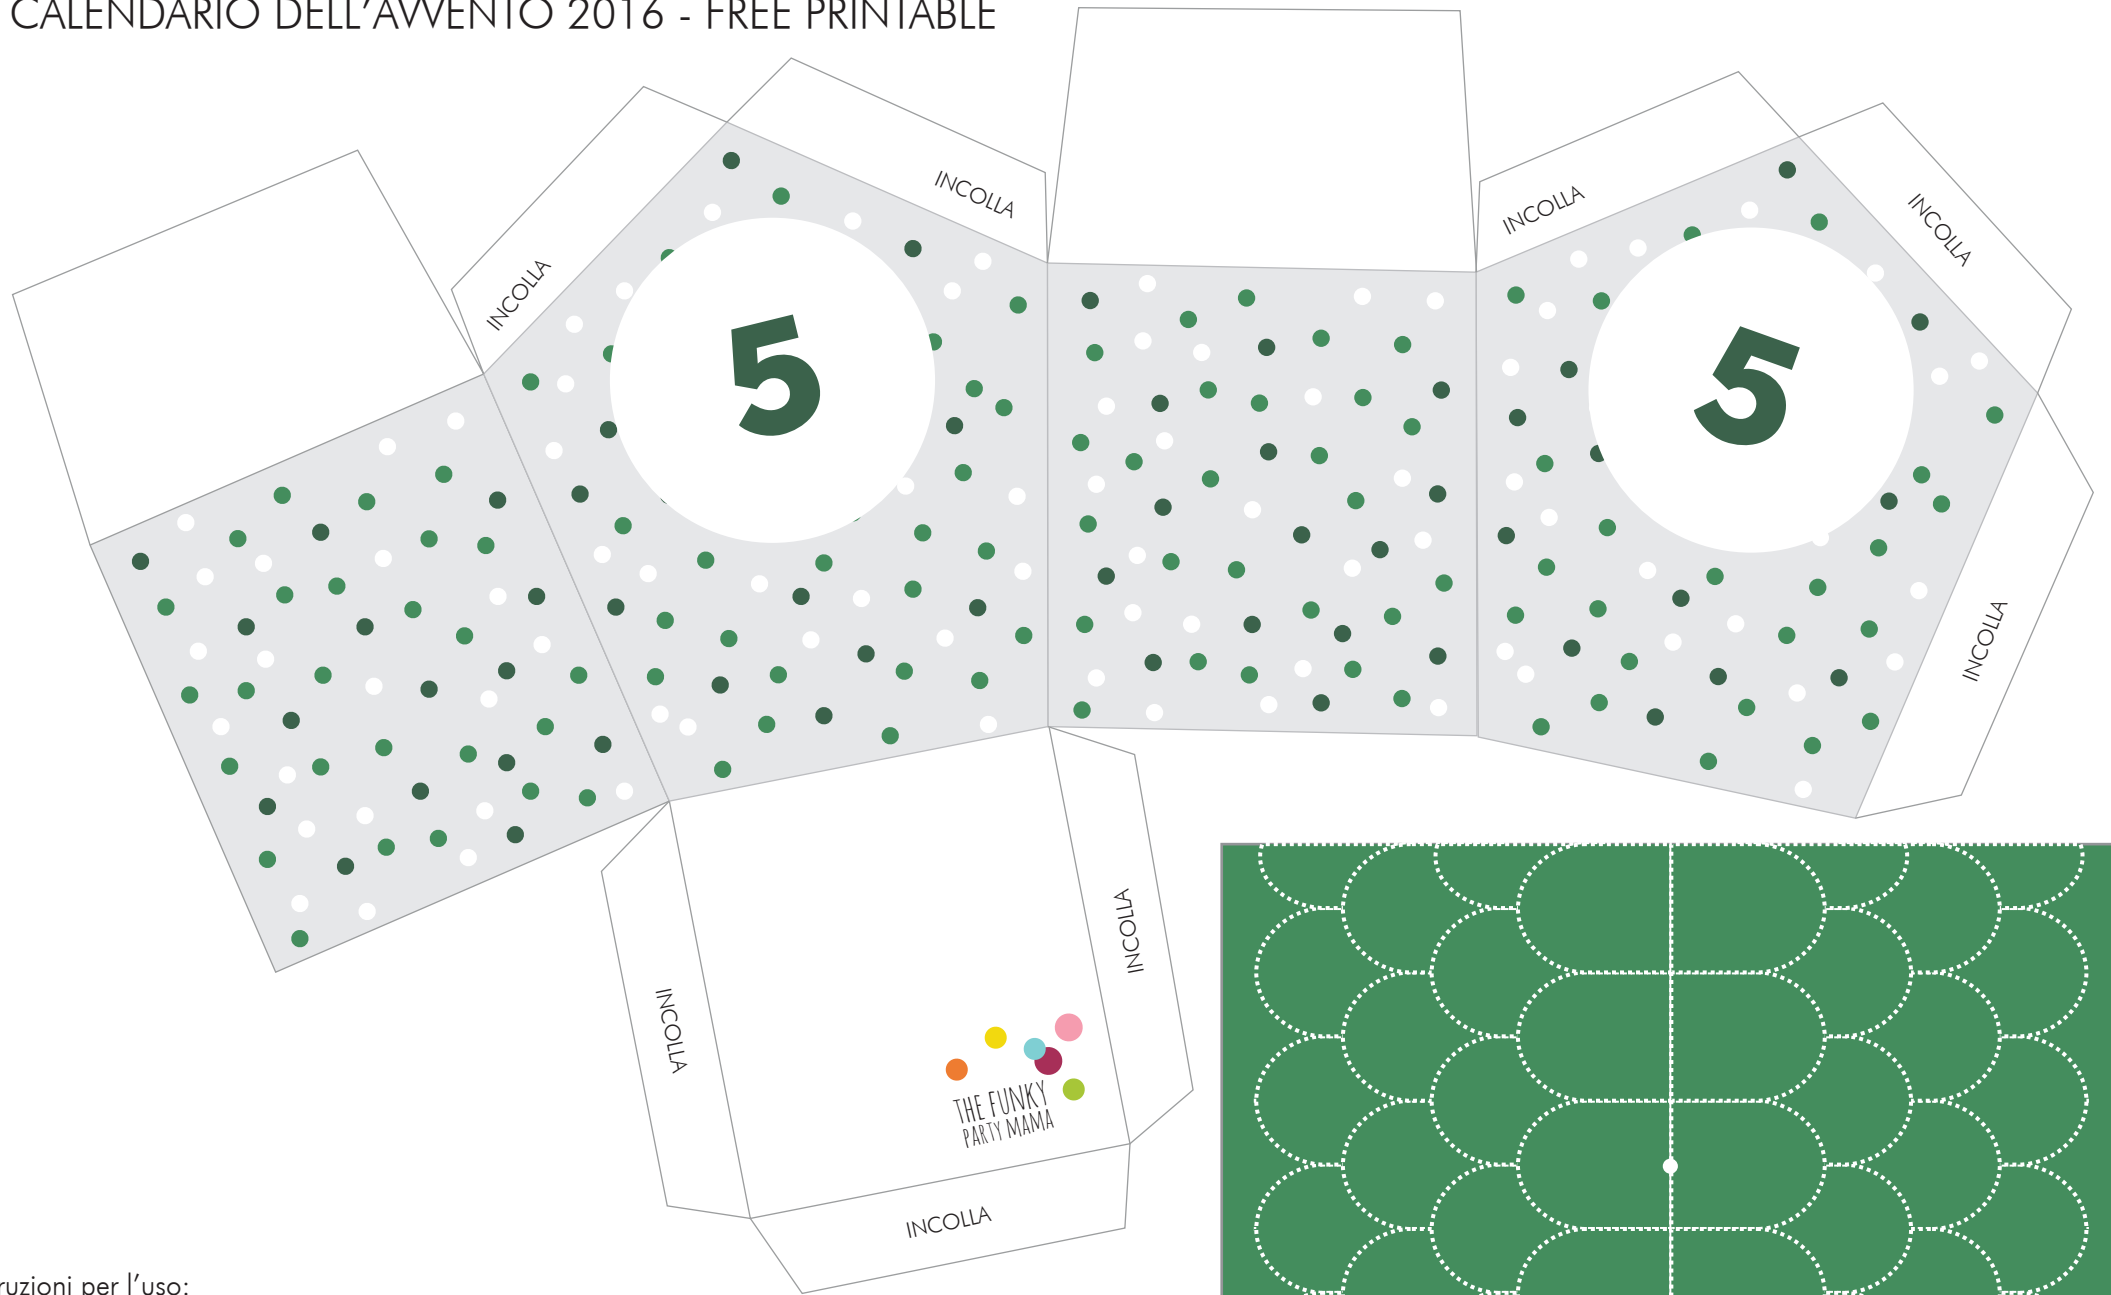 CALENDARIO DELL'AVVENTO 2016 - FREE PRINTABLE
INCOLLA
INCOLLA
INCOLLA
INCOLLA
5
5
INCOLLA
INCOLLA
INCOLLA
THE FUNKY
PARTY MAMA
INCOLLA
ruzioni per l'uso: